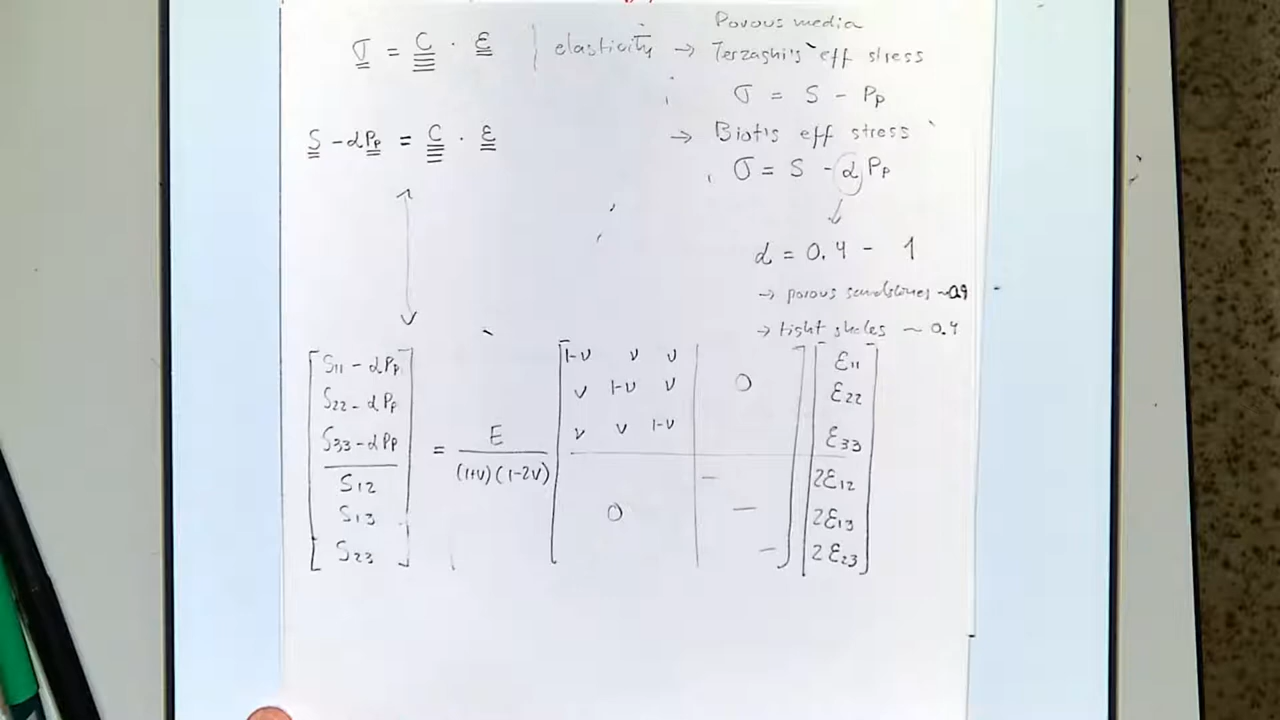 Porous media
σ = C · ε | elasticity → Terzaghi's eff stress
σ = S - Pp
S - αPp = C · ε
→ Biot's eff stress
σ = S - αPp
α = 0.4 - 1
→ porous sandstones ~0.9
→ tight shales ~ 0.4
S11 - αPp
S22 - αPp
S33 - αPp
S12
S13
S23
=
E
(1+ν)(1-2ν)
1-ν ν ν
ν 1-ν ν 0
ν ν 1-ν
0
ε11
ε22
ε33
2ε12
2ε13
2ε23